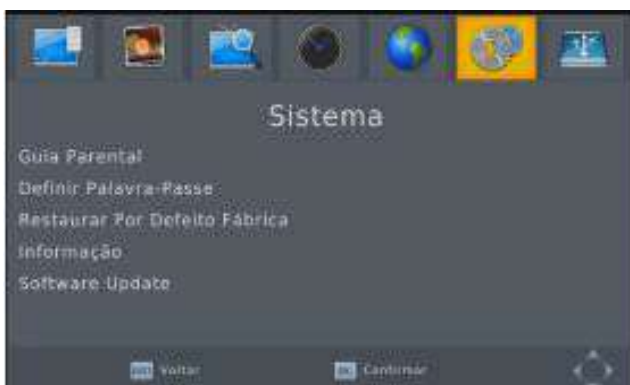 Sistema
Guia Parental
Definir Palavra-Passe
Restaurar Por Defeito Fábrica
Informação
Software Update
Voltar
Confirmar